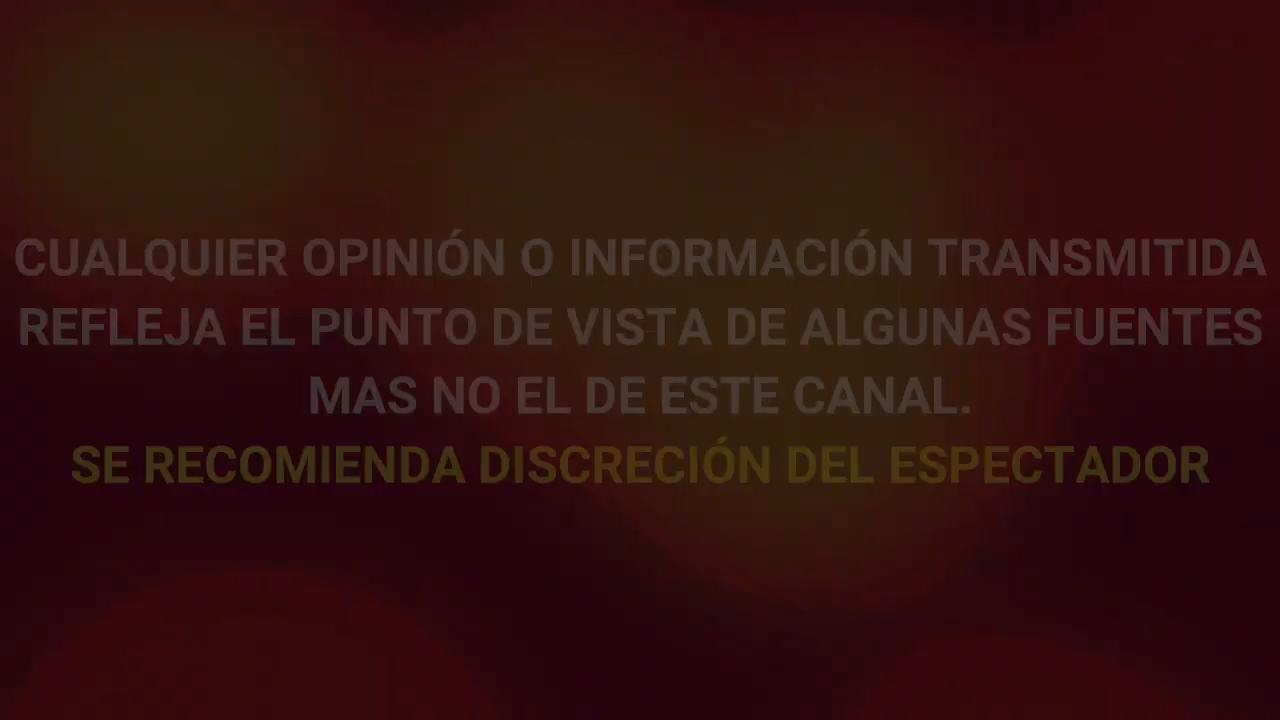 CUALQUIER OPINIÓN O INFORMACIÓN TRANSMITIDA
REFLEJA EL PUNTO DE VISTA DE ALGUNAS FUENTES
MAS NO EL DE ESTE CANAL.
SE RECOMIENDA DISCRECIÓN DEL ESPECTADOR